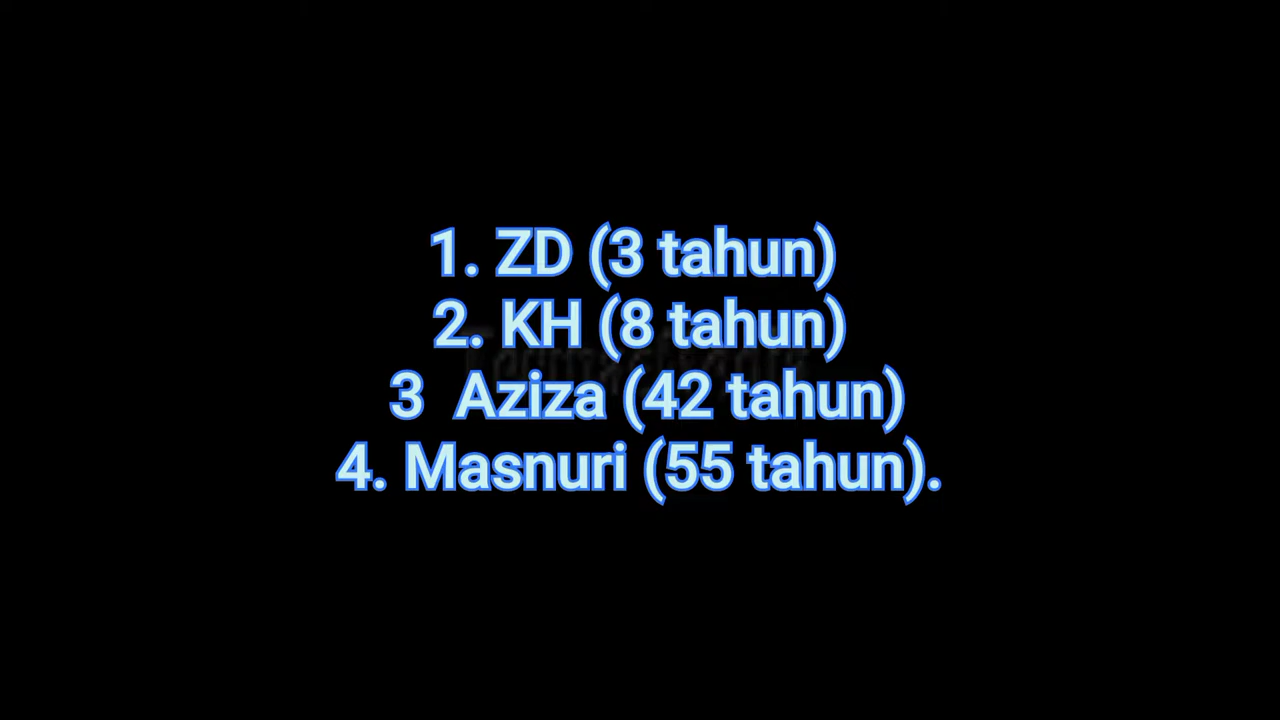 1. ZD (3 tahun)
2. KH (8 tahun)
3 Aziza (42 tahun)
4. Masnuri (55 tahun).